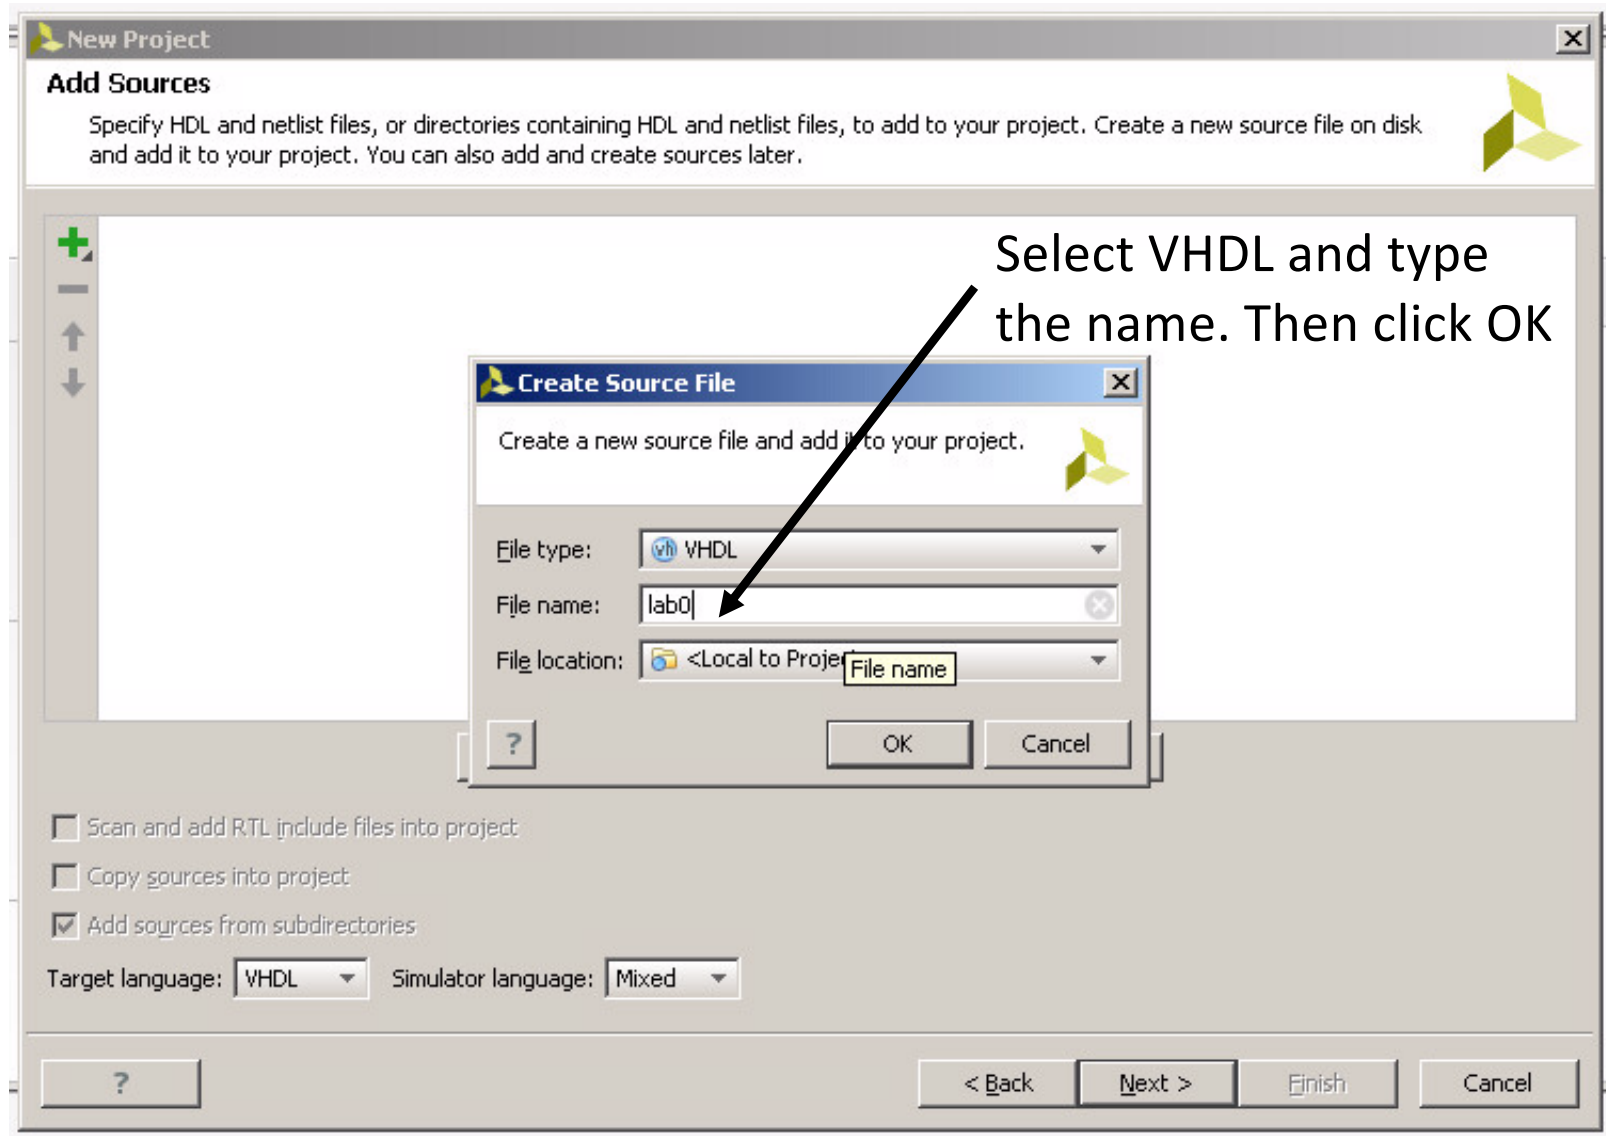 New Project
Add Sources
Specify HDL and netlist files, or directories containing HDL and netlist files, to add to your project. Create a new source file on disk
and add it to your project. You can also add and create sources later.
Select VHDL and type
the name. Then click OK
Create Source File
Create a new source file and add it to your project.
File type: vh VHDL
File name: lab0
File location: <Local to Project
File name
? OK Cancel
Scan and add RTL include files into project
Copy sources into project
Add sources from subdirectories
Target language: VHDL Simulator language: Mixed
? < Back Next > Finish Cancel